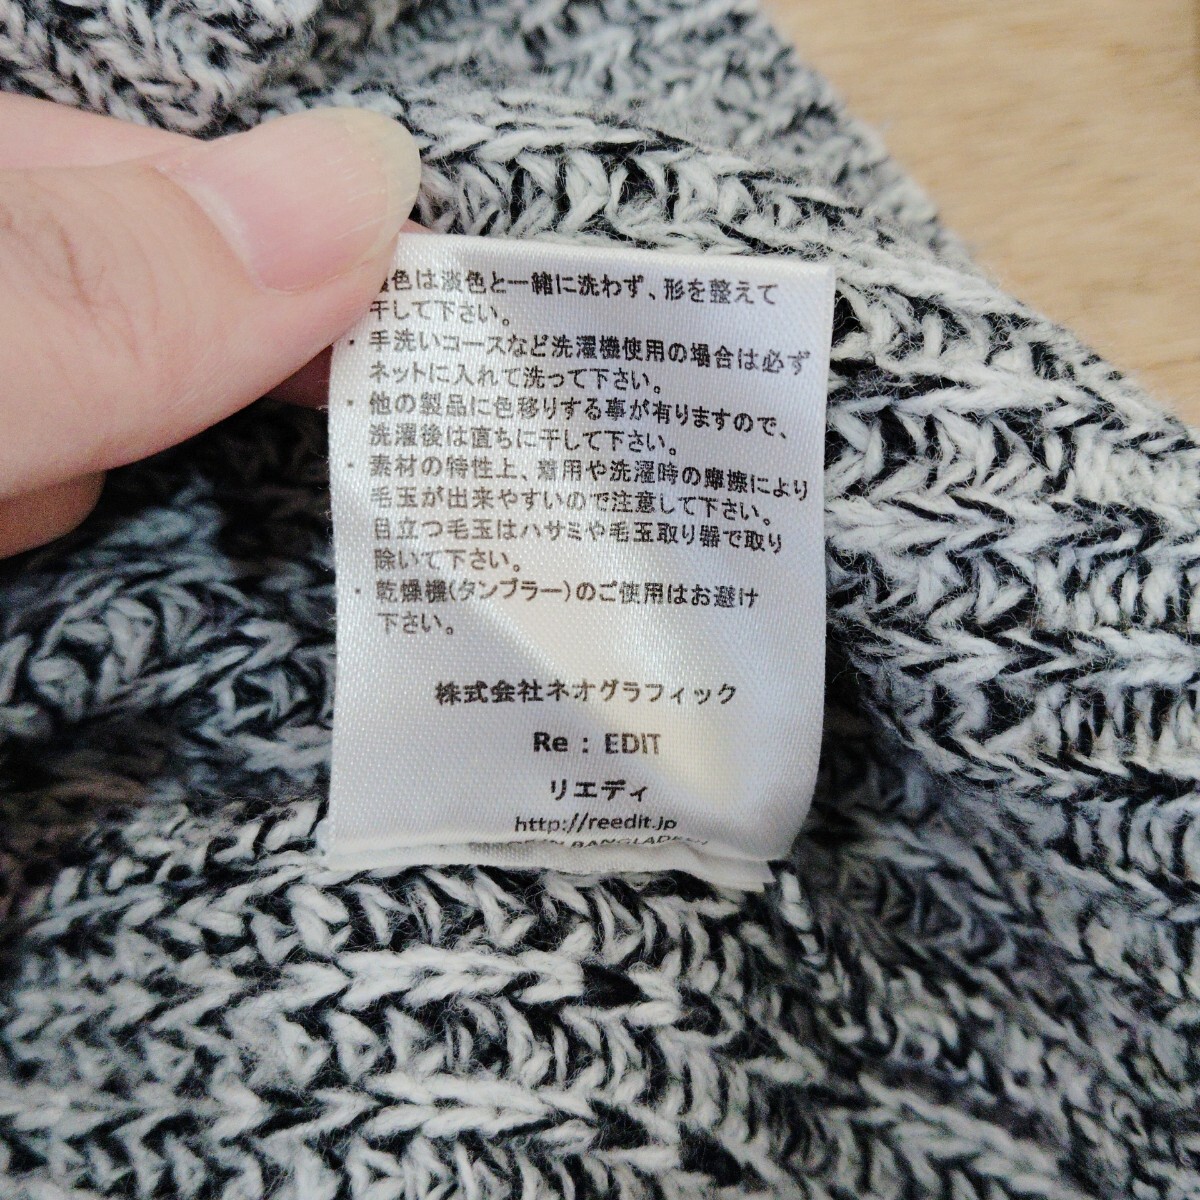 色は淡色と一緒に洗わず、形を整えて
干して下さい。
・手洗いコースなど洗濯機使用の場合は必ず
ネットに入れて洗って下さい。
・他の製品に色移りする事が有りますので、
洗濯後は直ちに干して下さい。
・素材の特性上、着用や洗濯時の摩擦により
毛玉が出来やすいので注意して下さい。
目立つ毛玉はハサミや毛玉取り器で取り
除いて下さい。
・乾燥機(タンブラー)のご使用はお避け
下さい。
株式会社ネオグラフィック
Re : EDIT
リエディ
http://reedit.jp
IN BANGLADESH